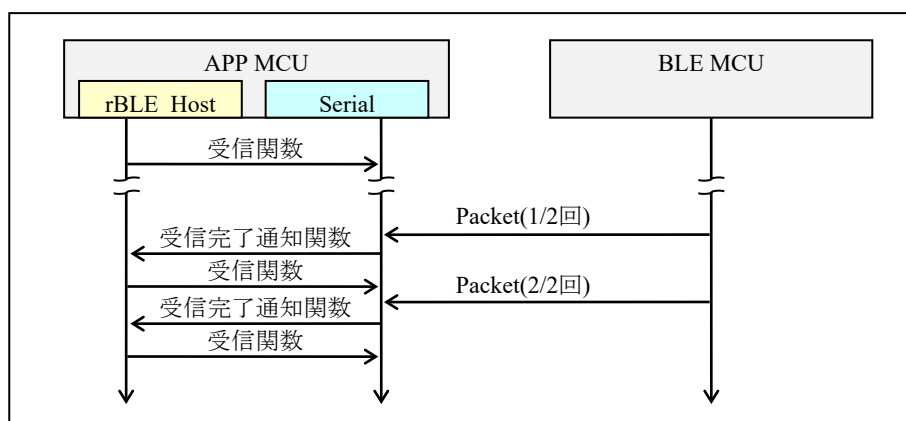 APP MCU
BLE MCU
rBLE_Host
Serial
受信関数
Packet(1/2回)
受信完了通知関数
受信関数
Packet(2/2回)
受信完了通知関数
受信関数